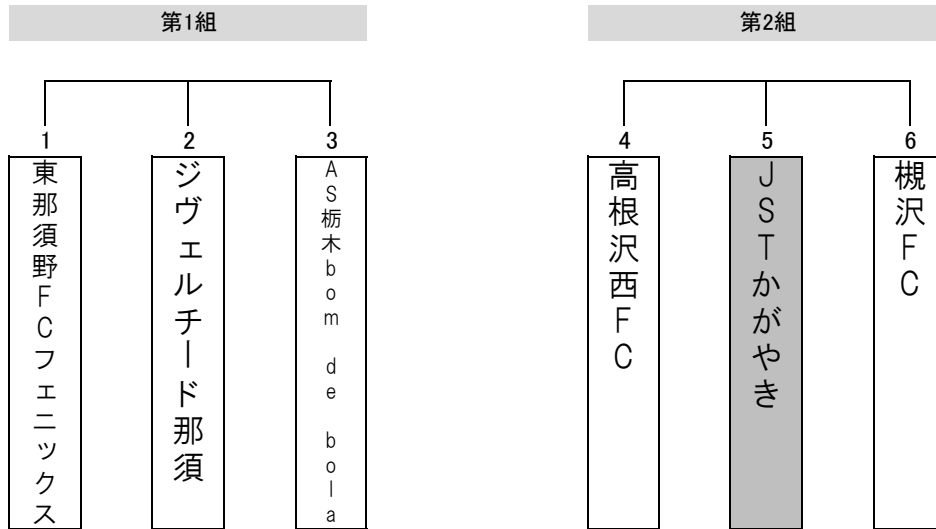 第1組
第2組
1
2
3
4
5
6
東那須野FCフェニックス
ジヴェルチード那須
AS栃木bom de bola
高根沢西FC
JSTかがやき
槻沢FC